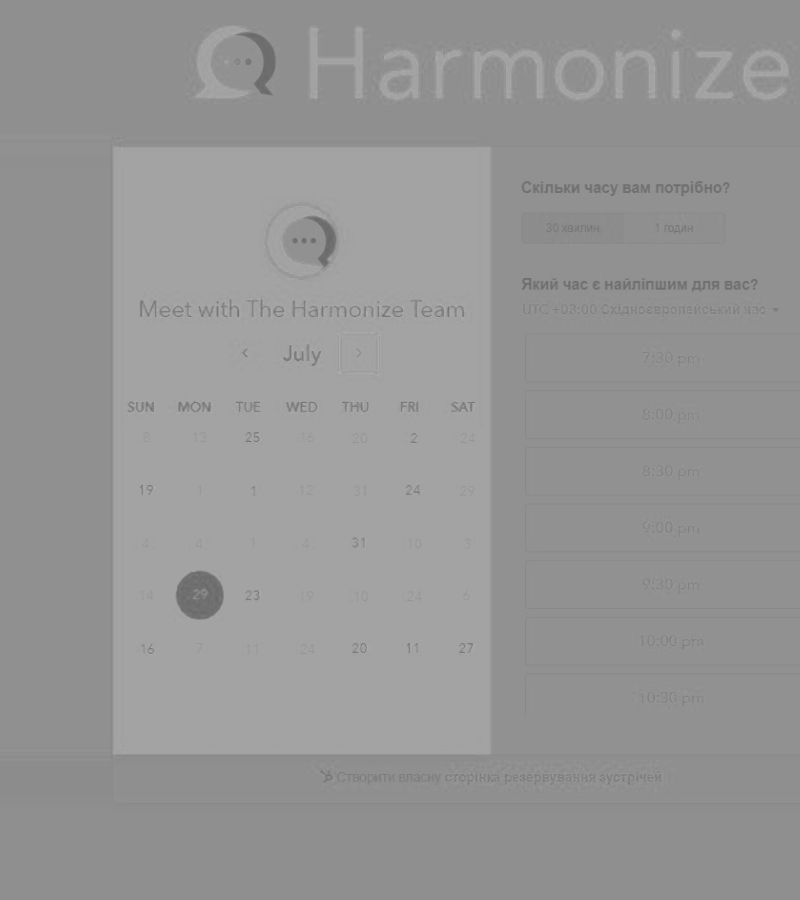 Harmonize
Meet with The Harmonize Team
July
SUN MON TUE WED THU FRI SAT
8 13 25 16 20 2 24
19 1 1 12 31 24 29
4 4 1 4 31 10 3
14 29 23 19 10 24 6
16 7 11 24 20 11 27
Скільки часу вам потрібно?
30 хвилин 1 годин
Який час є найліпшим для вас?
UTC +03:00 Східноєвропейський час
7:30 pm
8:00 pm
8:30 pm
9:00 pm
9:30 pm
10:00 pm
10:30 pm
Створити власну сторінка резервування зустрічей